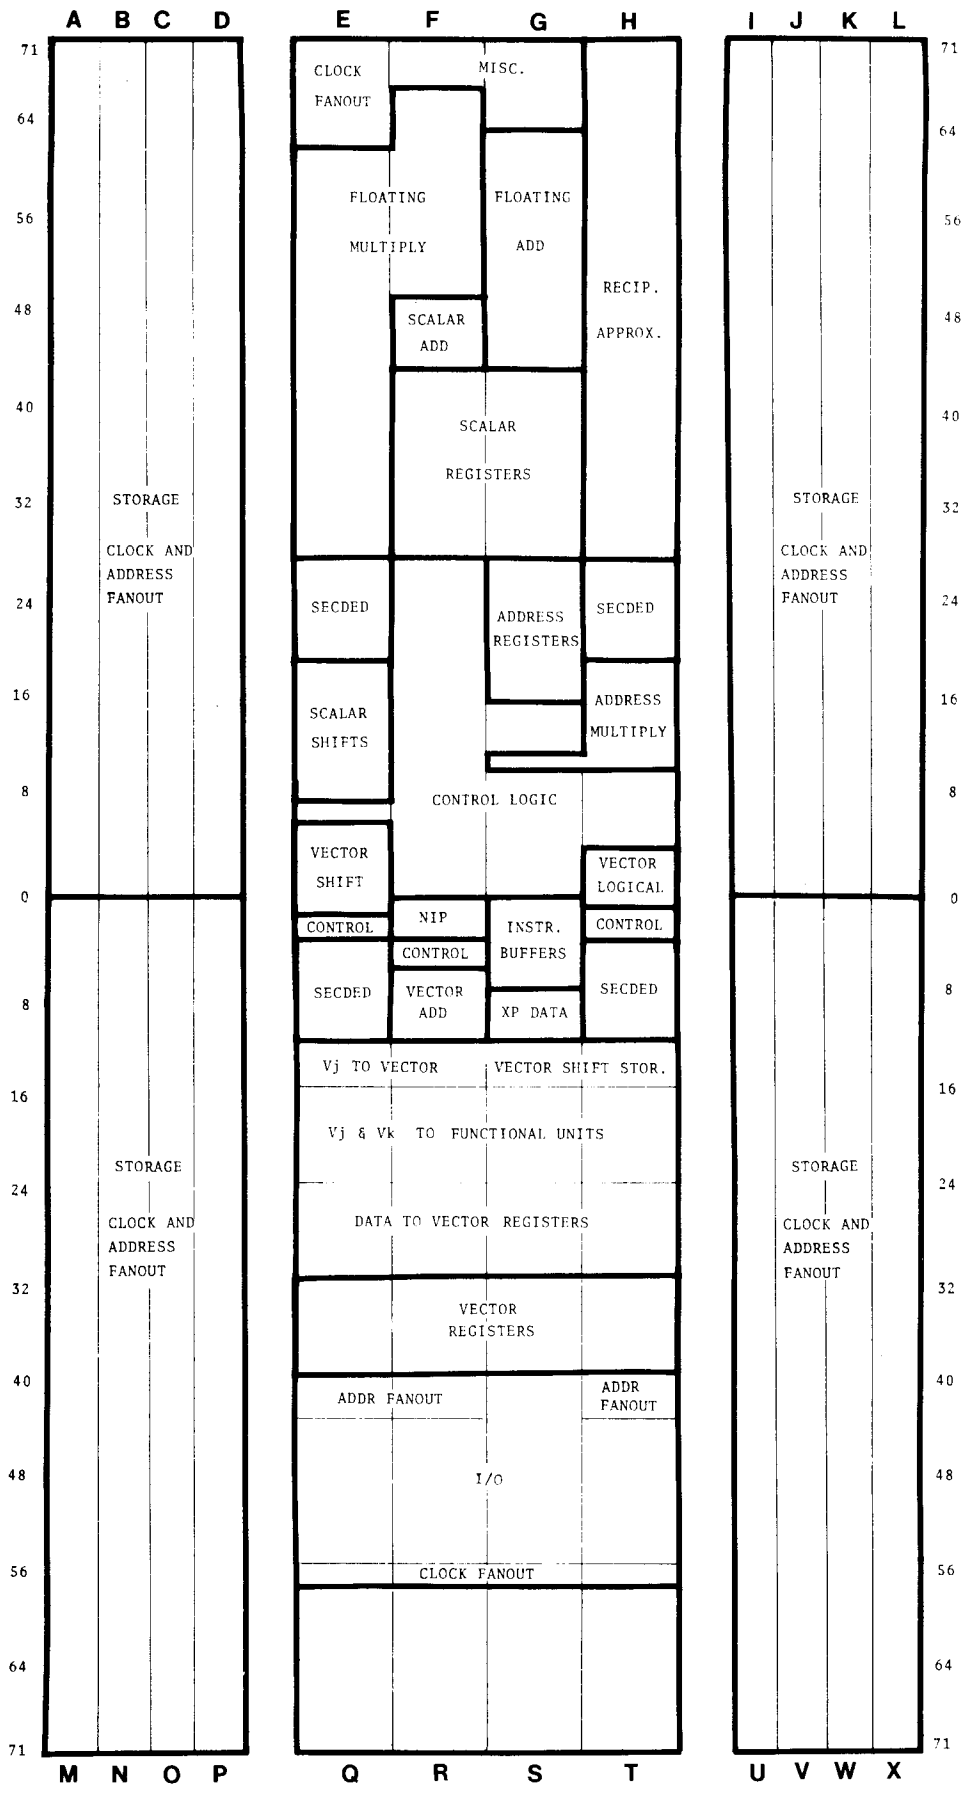 A B C D E F G H I J K L
71
64
56
48
40
32
24
16
8
0
8
16
24
32
40
48
56
64
71
STORAGE
CLOCK AND
ADDRESS
FANOUT
STORAGE
CLOCK AND
ADDRESS
FANOUT
CLOCK
FANOUT
MISC.
FLOATING
MULTIPLY
FLOATING
ADD
RECIP.
APPROX.
SCALAR
ADD
SCALAR
REGISTERS
SECDED
ADDRESS
REGISTERS
SECDED
SCALAR
SHIFTS
ADDRESS
MULTIPLY
CONTROL LOGIC
VECTOR
SHIFT
VECTOR
LOGICAL
CONTROL
NIP
INSTR.
BUFFERS
CONTROL
CONTROL
SECDED
VECTOR
ADD
XP DATA
SECDED
Vj TO VECTOR
VECTOR SHIFT STOR.
Vj & Vk TO FUNCTIONAL UNITS
DATA TO VECTOR REGISTERS
VECTOR
REGISTERS
ADDR FANOUT
ADDR
FANOUT
I/O
CLOCK FANOUT
STORAGE
CLOCK AND
ADDRESS
FANOUT
STORAGE
CLOCK AND
ADDRESS
FANOUT
71
64
56
48
40
32
24
16
8
0
8
16
24
32
40
48
56
64
71
M N O P Q R S T U V W X